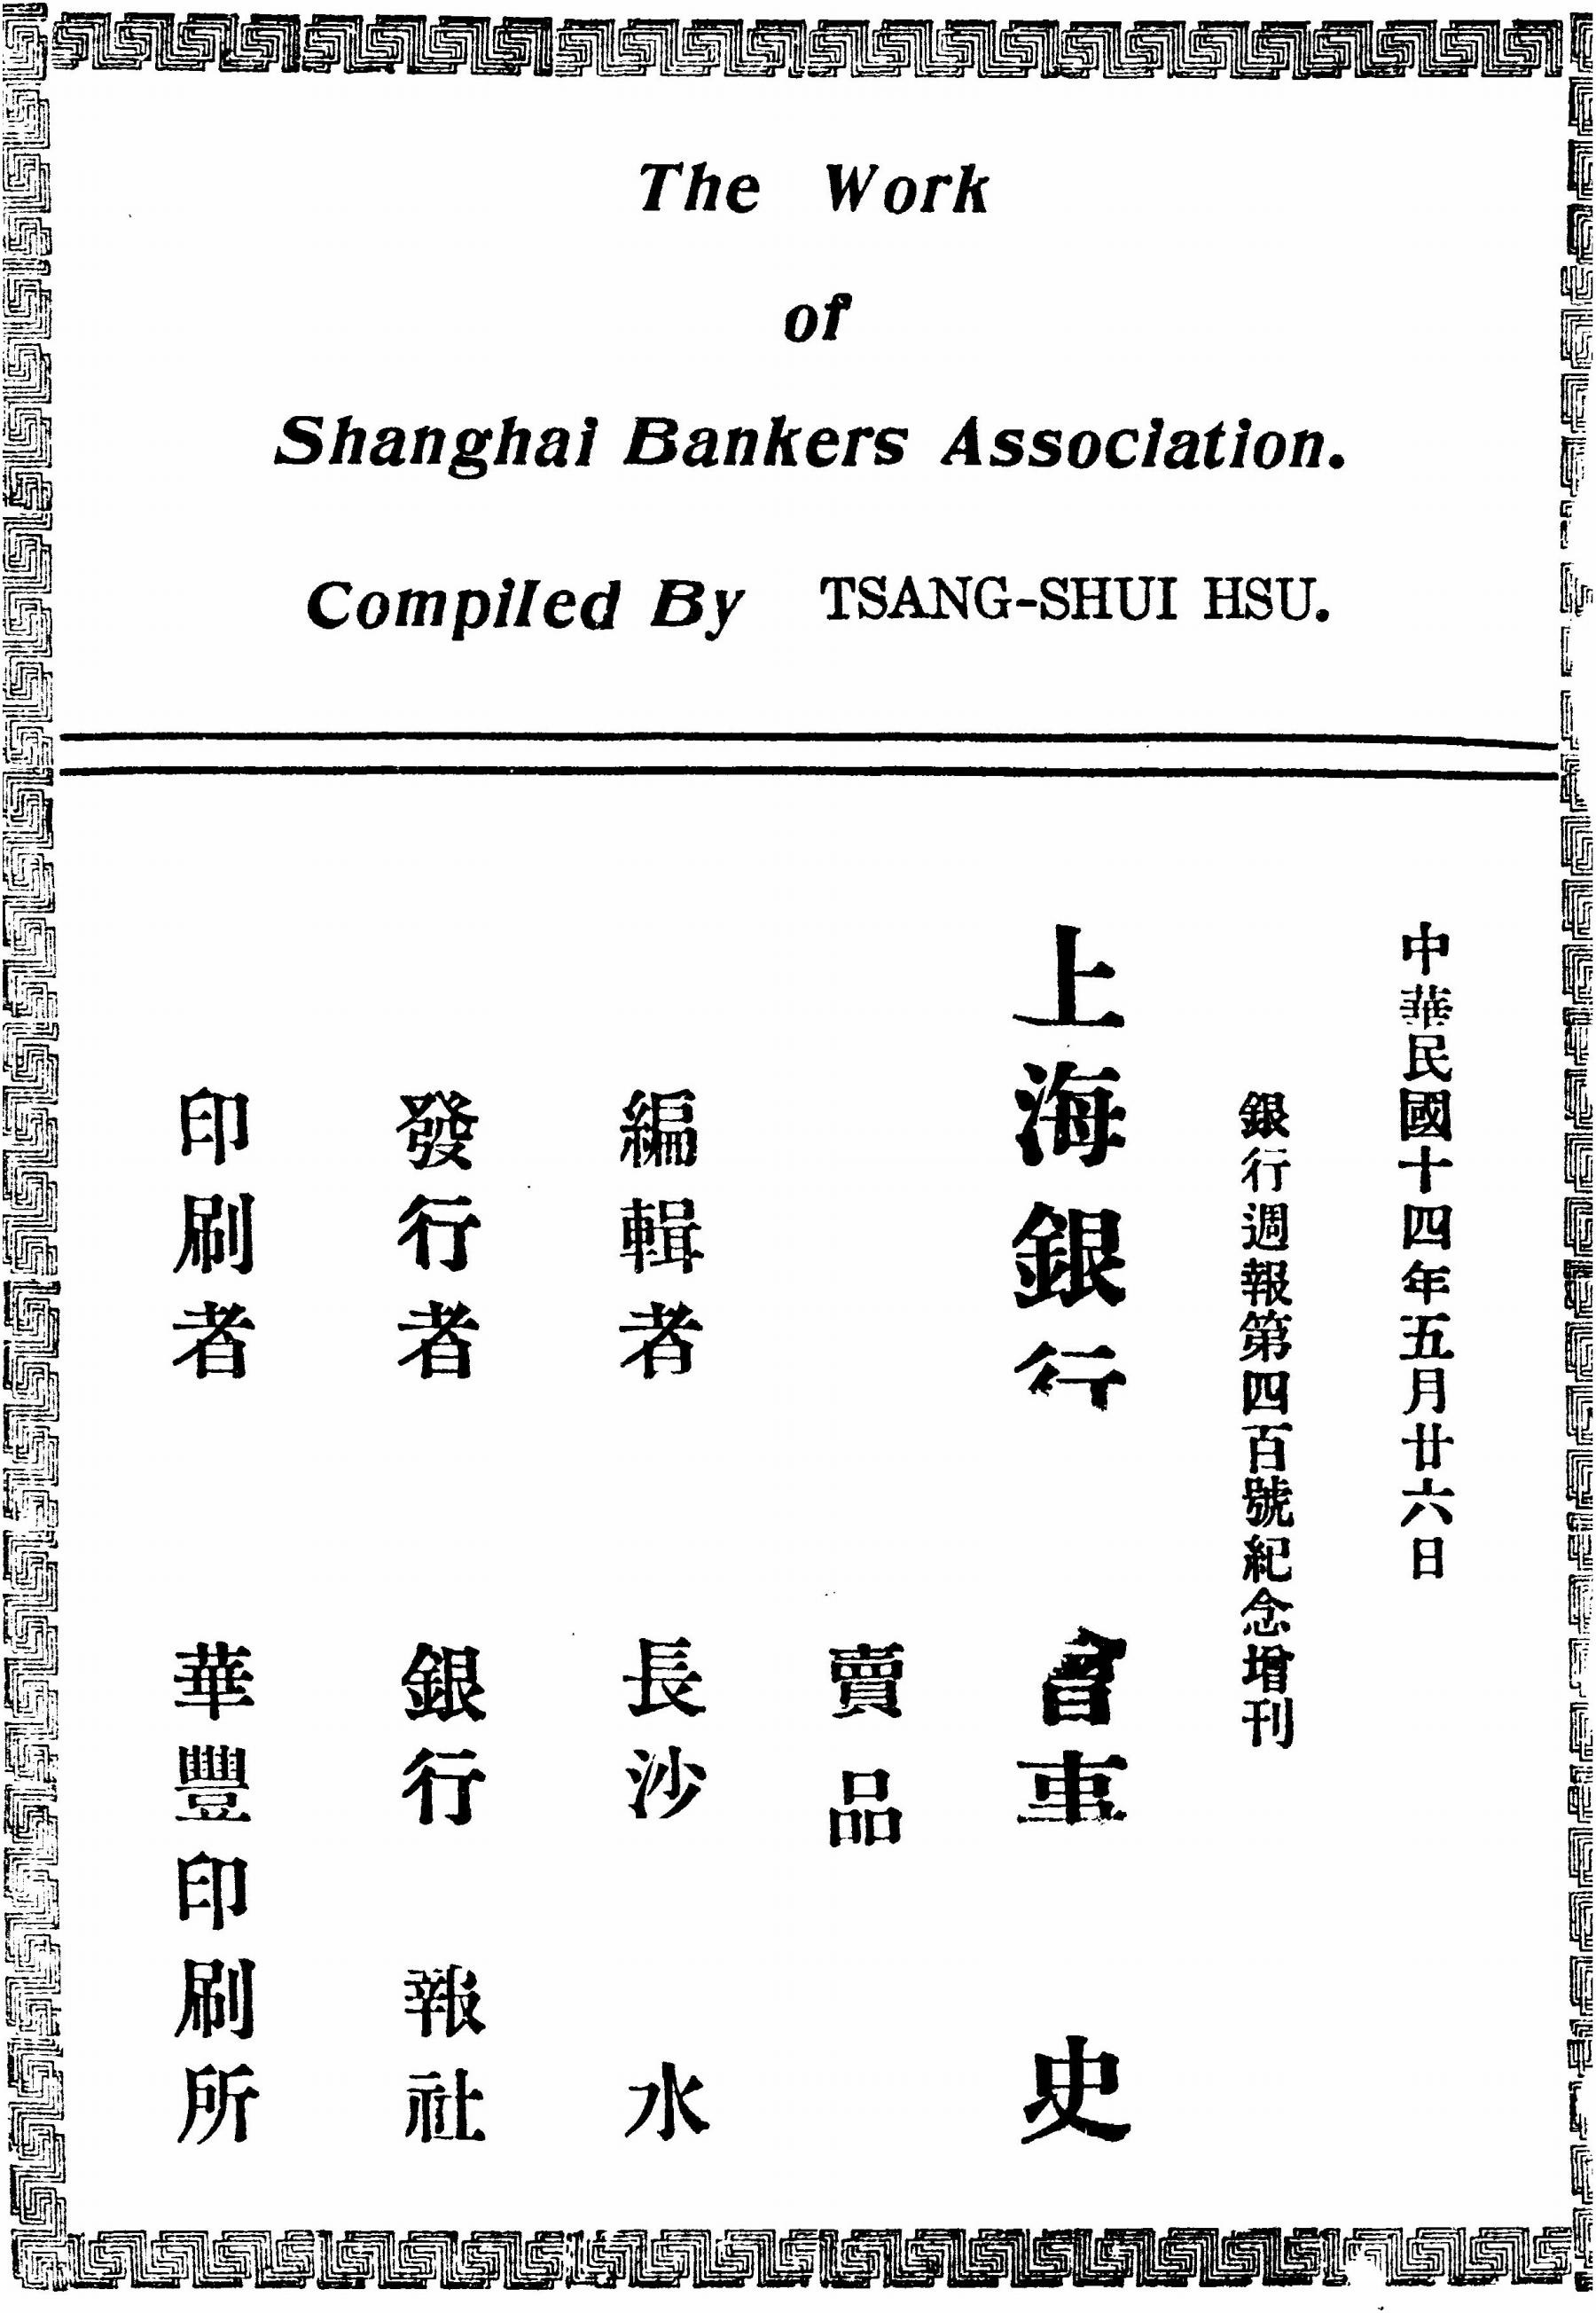 The Work
of
Shanghai Bankers Association.
Compiled By TSANG-SHUI HSU.
中華民國十四年五月廿六日
銀行週報第四百號紀念增刊
上海銀行 會事 史
賣品
編輯者 長沙 水
發行者 銀行 報社
印刷者 華豐印刷所